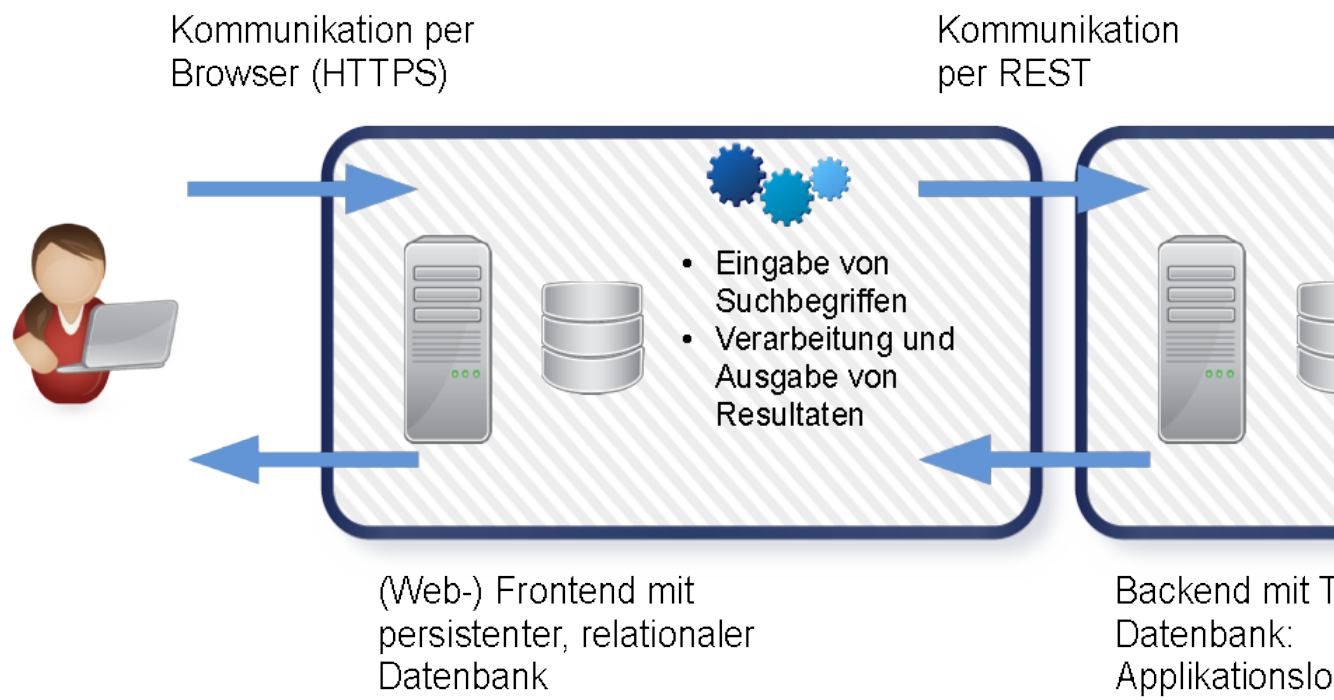 Kommunikation per
Browser (HTTPS)
Kommunikation
per REST
• Eingabe von
Suchbegriffen
• Verarbeitung und
Ausgabe von
Resultaten
(Web-) Frontend mit
persistenter, relationaler
Datenbank
Backend mit
Datenbank: